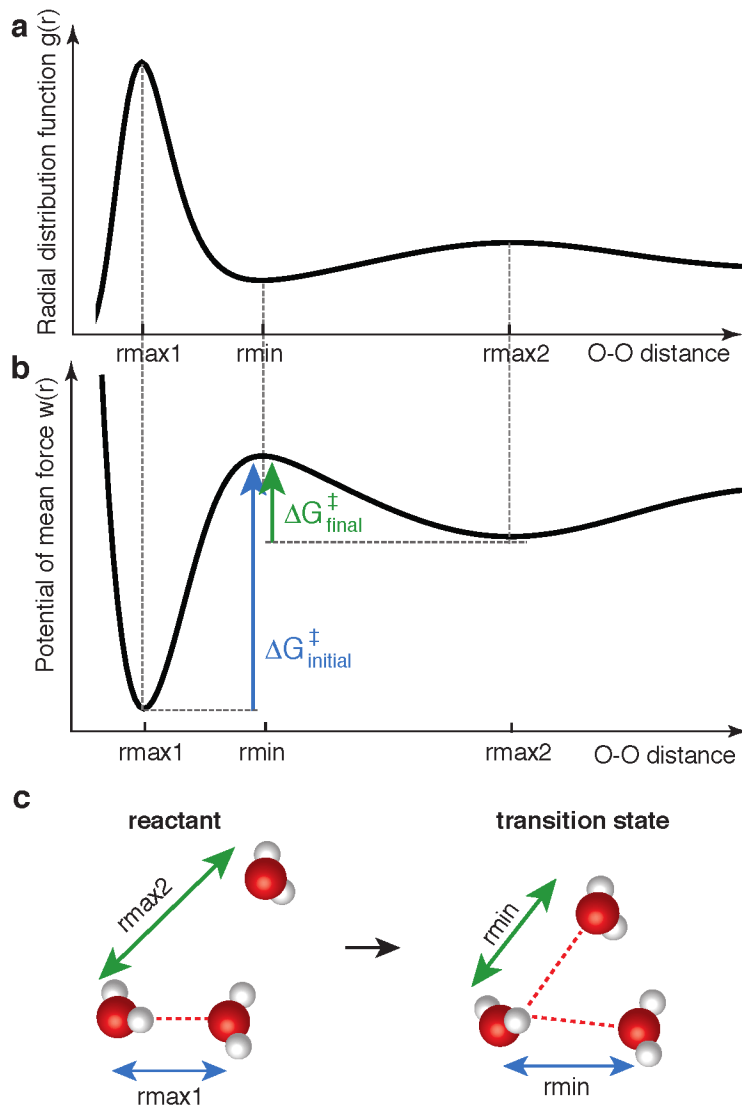 a
Radial distribution function g(r)
rmax1
rmin
rmax2
O-O distance
b
Potential of mean force w(r)
ΔG‡final
ΔG‡initial
rmax1
rmin
rmax2
O-O distance
c
reactant
transition state
rmax2
rmin
rmax1
rmin